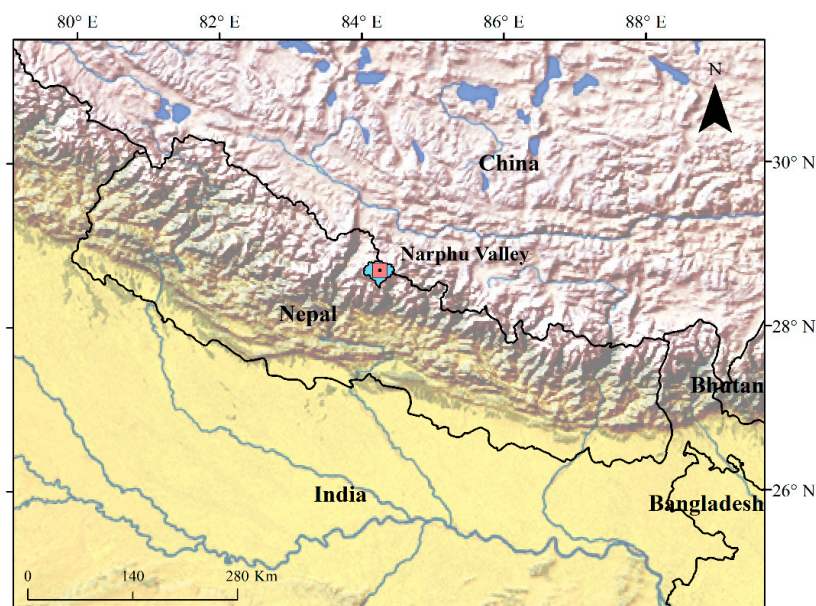 80° E 82° E 84° E 86° E 88° E
N
China
30° N
Narphu Valley
Nepal
28° N
Bhutan
India
26° N
Bangladesh
0 140 280 Km